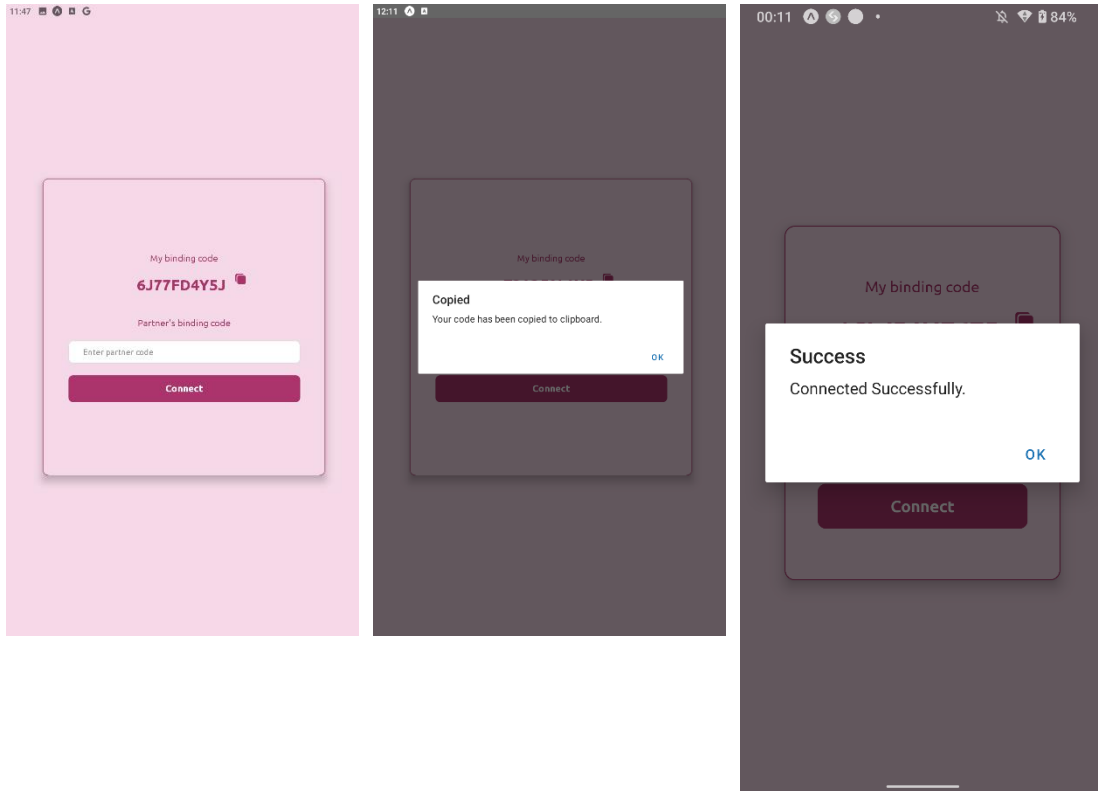 11:47
My binding code
6J77FD4Y5J
Partner's binding code
Enter partner code
Connect
12:11
My binding code
Copied
Your code has been copied to clipboard.
OK
Connect
00:11
84%
My binding code
Success
Connected Successfully.
OK
Connect